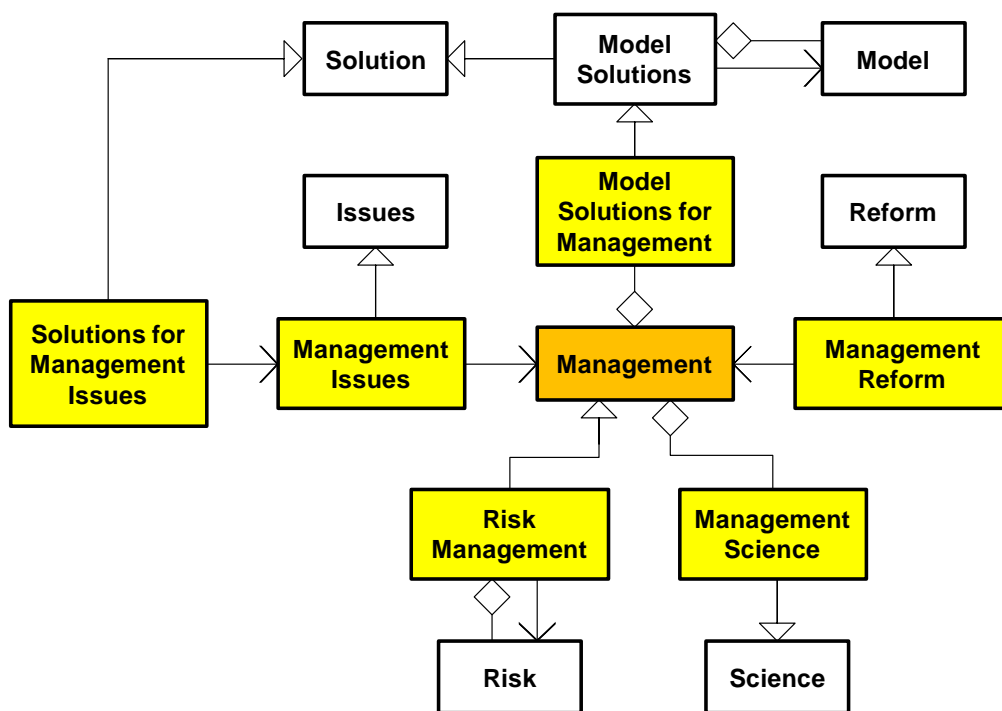 Solution
Model
Solutions
Model
Issues
Model
Solutions for
Management
Reform
Solutions for
Management
Issues
Management
Issues
Management
Management
Reform
Risk
Management
Management
Science
Risk
Science